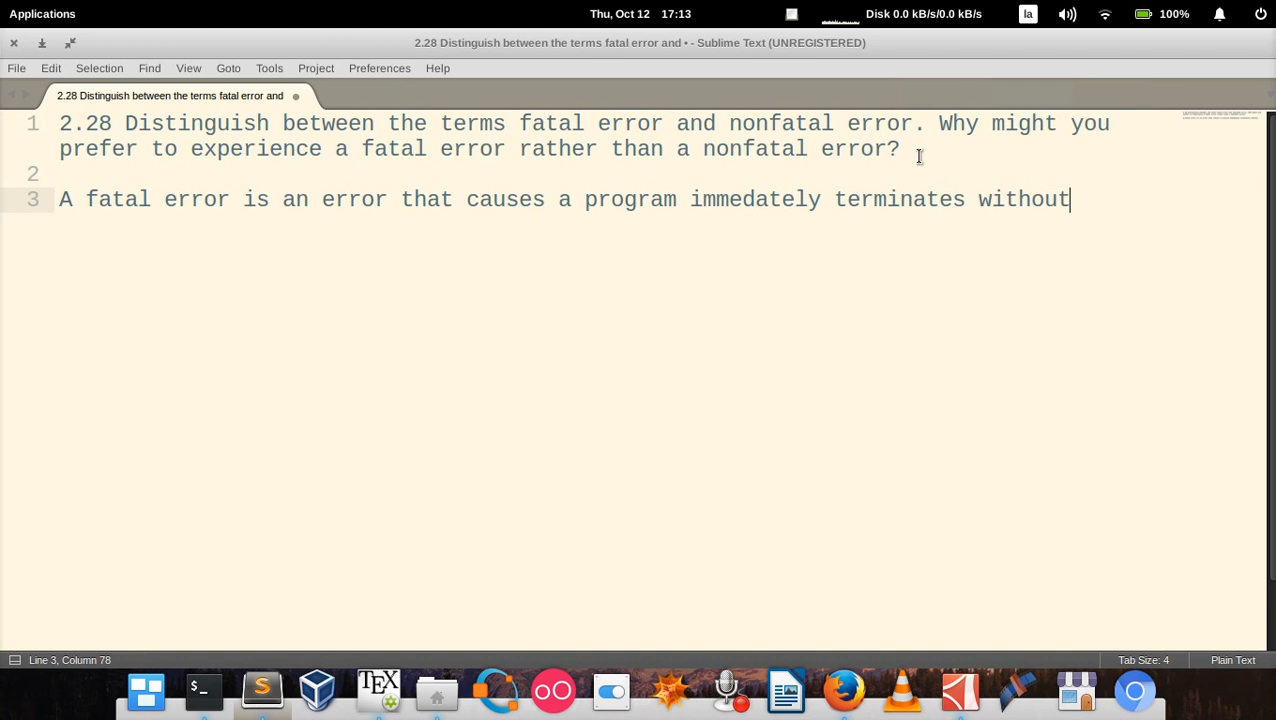 Applications
Thu, Oct 12 17:13
Disk 0.0 kB/s/0.0 kB/s
la
100%
2.28 Distinguish between the terms fatal error and • - Sublime Text (UNREGISTERED)
File Edit Selection Find View Goto Tools Project Preferences Help
2.28 Distinguish between the terms fatal error and
1 2.28 Distinguish between the terms fatal error and nonfatal error. Why might you
prefer to experience a fatal error rather than a nonfatal error?
2
3 A fatal error is an error that causes a program immedately terminates without
Line 3, Column 78
Tab Size: 4
Plain Text
>_
S
TEX